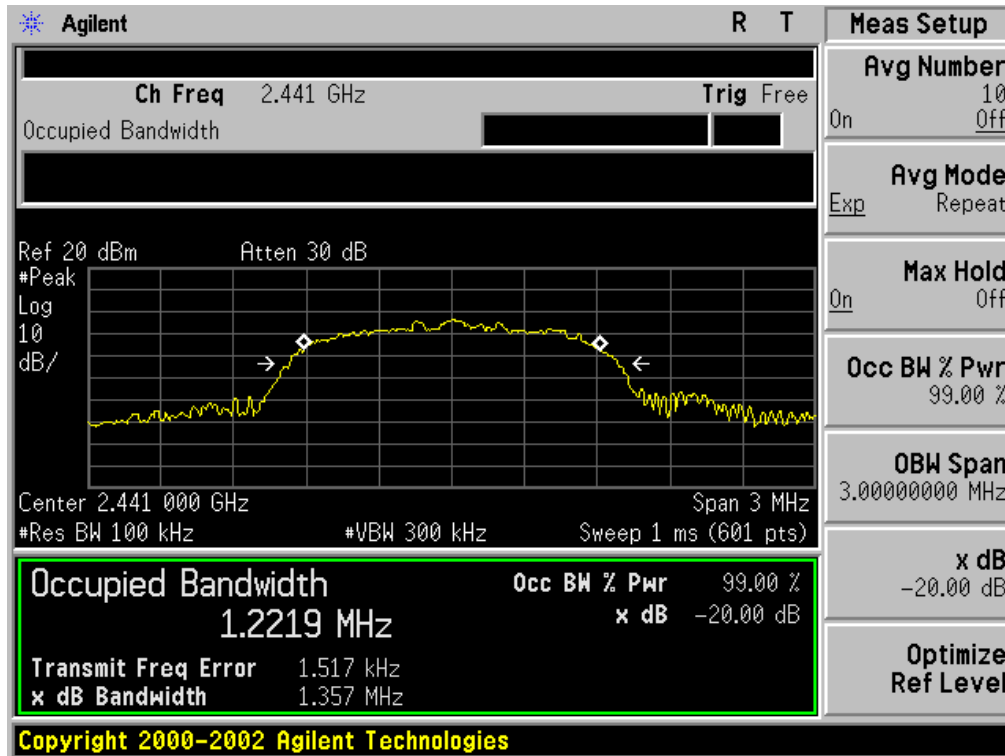 Agilent R T
Ch Freq 2.441 GHz Trig Free
Occupied Bandwidth
Ref 20 dBm Atten 30 dB
#Peak
Log
10
dB/
Center 2.441 000 GHz Span 3 MHz
#Res BW 100 kHz #VBW 300 kHz Sweep 1 ms (601 pts)
Occupied Bandwidth
1.2219 MHz
Occ BW % Pwr 99.00 %
x dB -20.00 dB
Transmit Freq Error 1.517 kHz
x dB Bandwidth 1.357 MHz
Copyright 2000-2002 Agilent Technologies
Meas Setup
Avg Number
10
On Off
Avg Mode
Exp Repeat
Max Hold
On Off
Occ BW % Pwr
99.00 %
OBW Span
3.00000000 MHz
x dB
-20.00 dB
Optimize
Ref Level